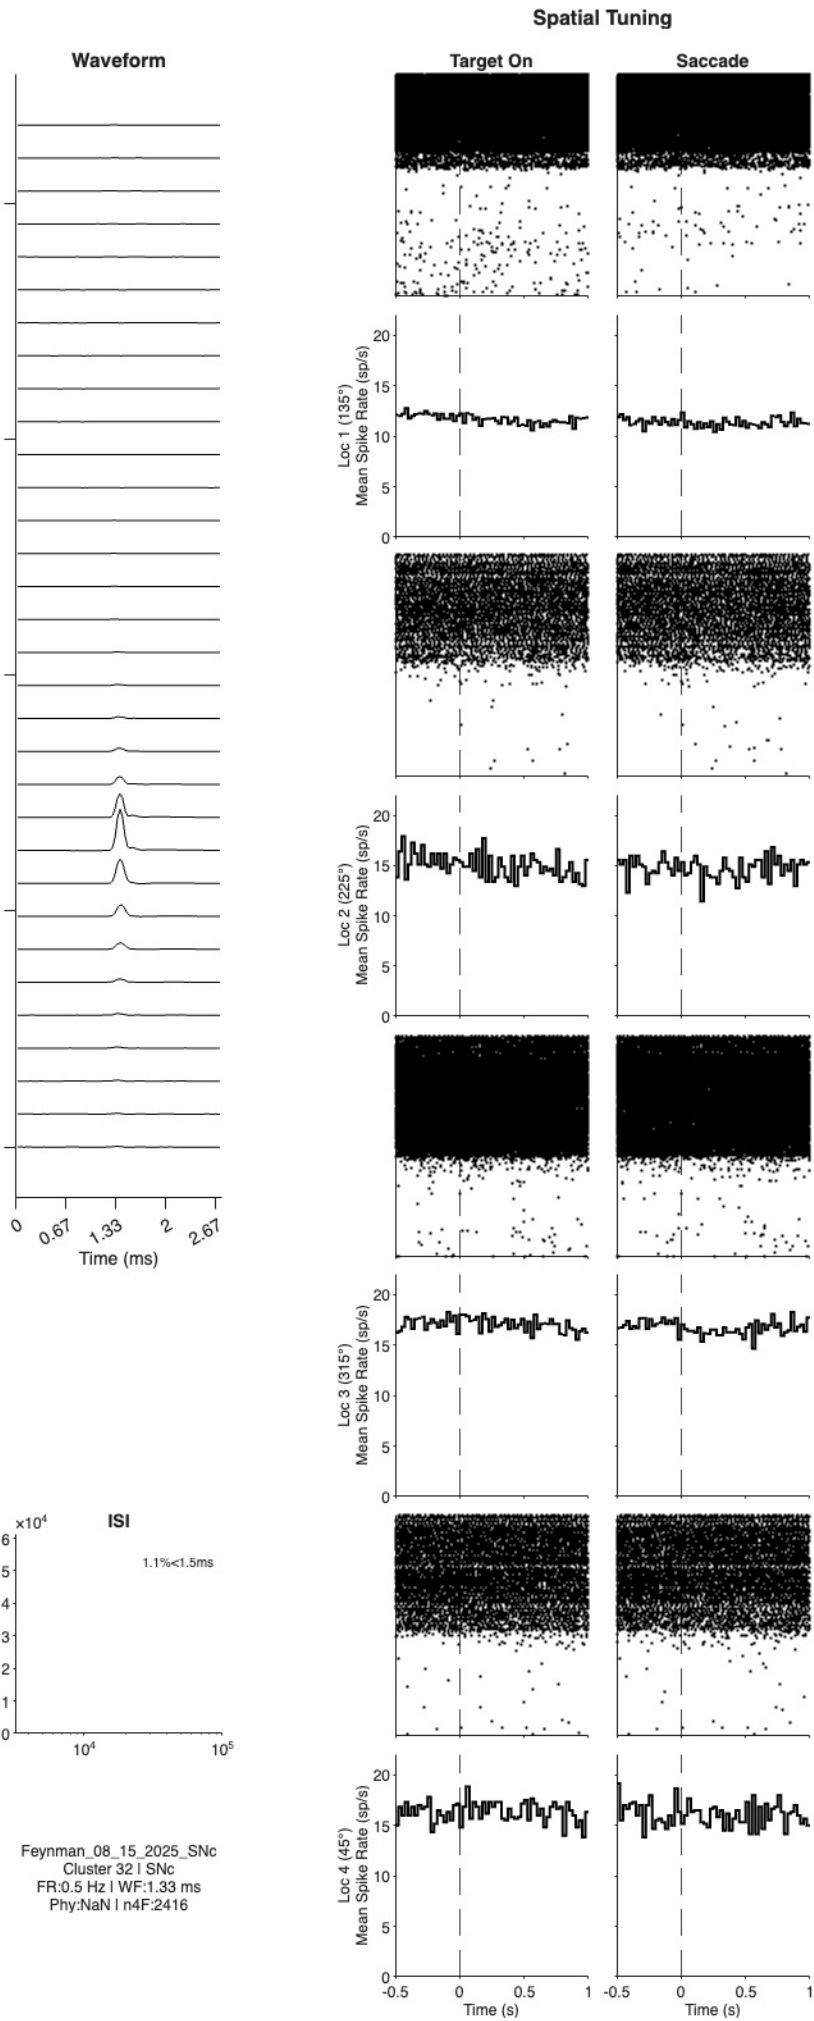 Spatial Tuning
Waveform
Target On
Saccade
20
15
10
5
0
Loc 1 (135°)
Mean Spike Rate (sp/s)
20
15
10
5
0
Loc 2 (225°)
Mean Spike Rate (sp/s)
0
0.67
1.33
2
2.67
Time (ms)
20
15
10
5
0
Loc 3 (315°)
Mean Spike Rate (sp/s)
×10⁴
ISI
1.1%<1.5ms
6
5
4
3
2
1
0
10⁴
10⁵
20
15
10
5
0
Loc 4 (45°)
Mean Spike Rate (sp/s)
-0.5
0
0.5
1
Time (s)
-0.5
0
0.5
1
Time (s)
Feynman_08_15_2025_SNc
Cluster 32 | SNc
FR:0.5 Hz | WF:1.33 ms
Phy:NaN | n4F:2416